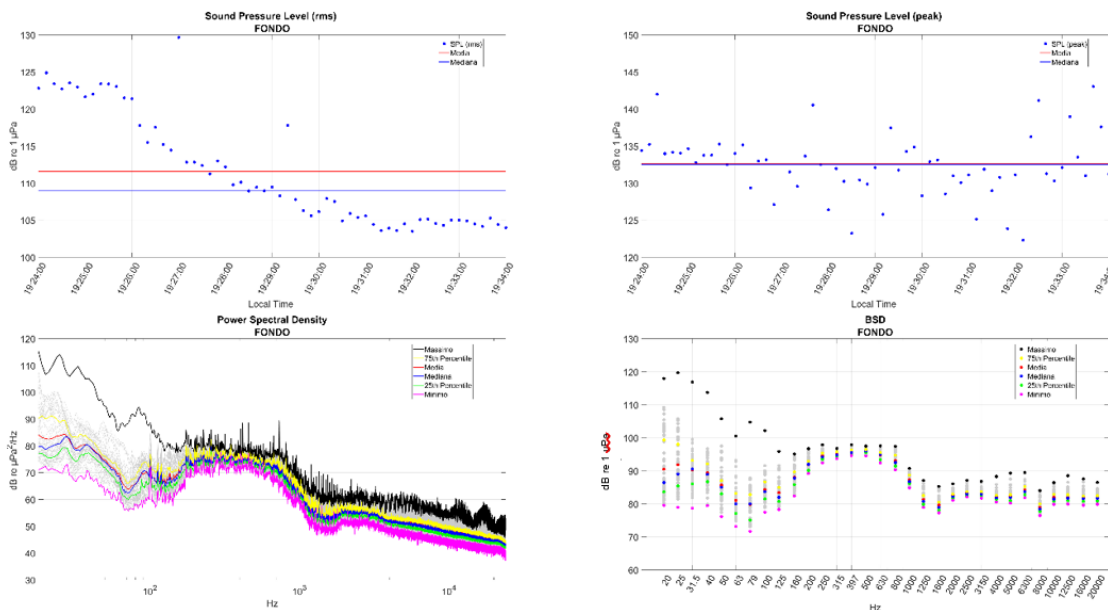 Sound Pressure Level (rms)
FONDO
130
125
120
115
110
105
100
dB re 1 µPa
SPL (rms)
Media
Mediana
19:24:00
19:25:00
19:26:00
19:27:00
19:28:00
19:29:00
19:30:00
19:31:00
19:32:00
19:33:00
19:34:00
Local Time
Sound Pressure Level (peak)
FONDO
150
145
140
135
130
125
120
dB re 1 µPa
SPL (peak)
Media
Mediana
19:24:00
19:25:00
19:26:00
19:27:00
19:28:00
19:29:00
19:30:00
19:31:00
19:32:00
19:33:00
19:34:00
Local Time
Power Spectral Density
FONDO
120
110
100
90
80
70
60
50
40
30
dB re µPa²/Hz
Massimo
75th Percentile
Media
Mediana
25th Percentile
Minimo
10²
10³
10⁴
Hz
BSD
FONDO
130
120
110
100
90
80
70
60
dB re 1 µPa
Massimo
75th Percentile
Media
Mediana
25th Percentile
Minimo
20
25
31.5
40
50
63
79
100
125
160
200
250
315
397
500
630
800
1000
1250
1600
2000
2500
3150
4000
5000
6300
8000
10000
12500
16000
20000
Hz